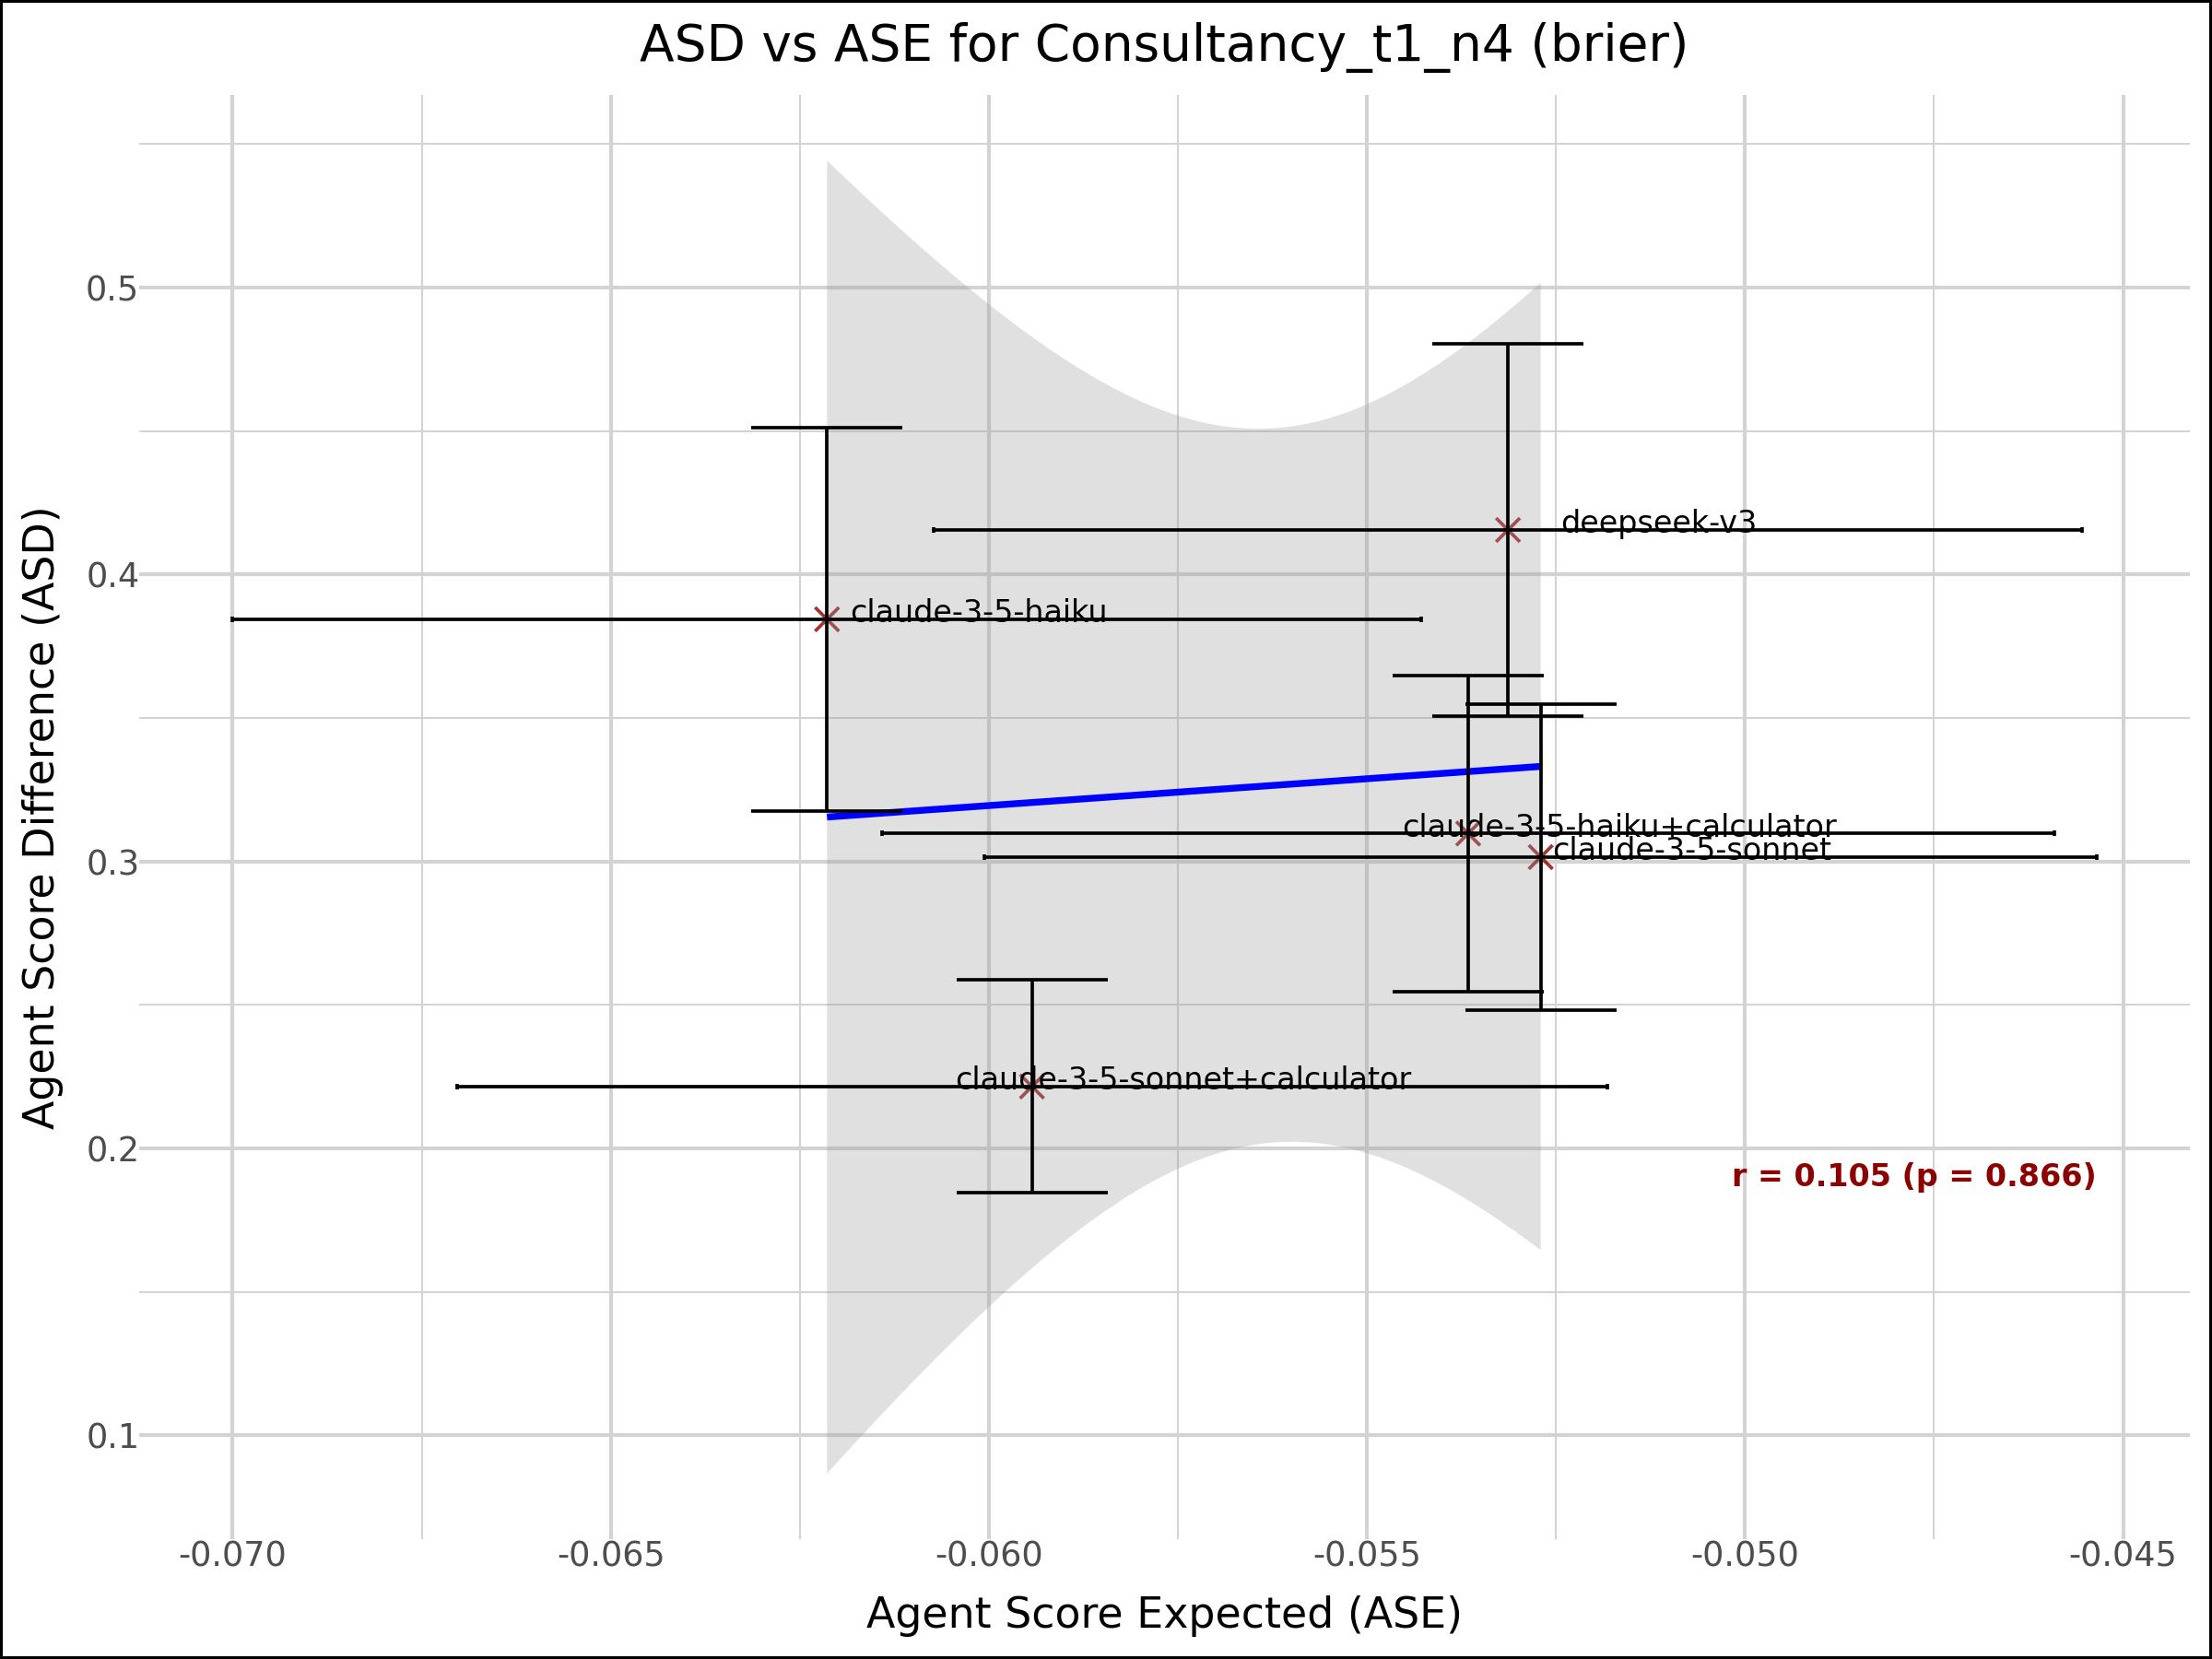 ASD vs ASE for Consultancy_t1_n4 (brier)
Agent Score Difference (ASD)
0.5
0.4
0.3
0.2
0.1
deepseek-v3
claude-3-5-haiku
claude-3-5-haiku+calculator
claude-3-5-sonnet
claude-3-5-sonnet+calculator
r = 0.105 (p = 0.866)
-0.070
-0.065
-0.060
-0.055
-0.050
-0.045
Agent Score Expected (ASE)